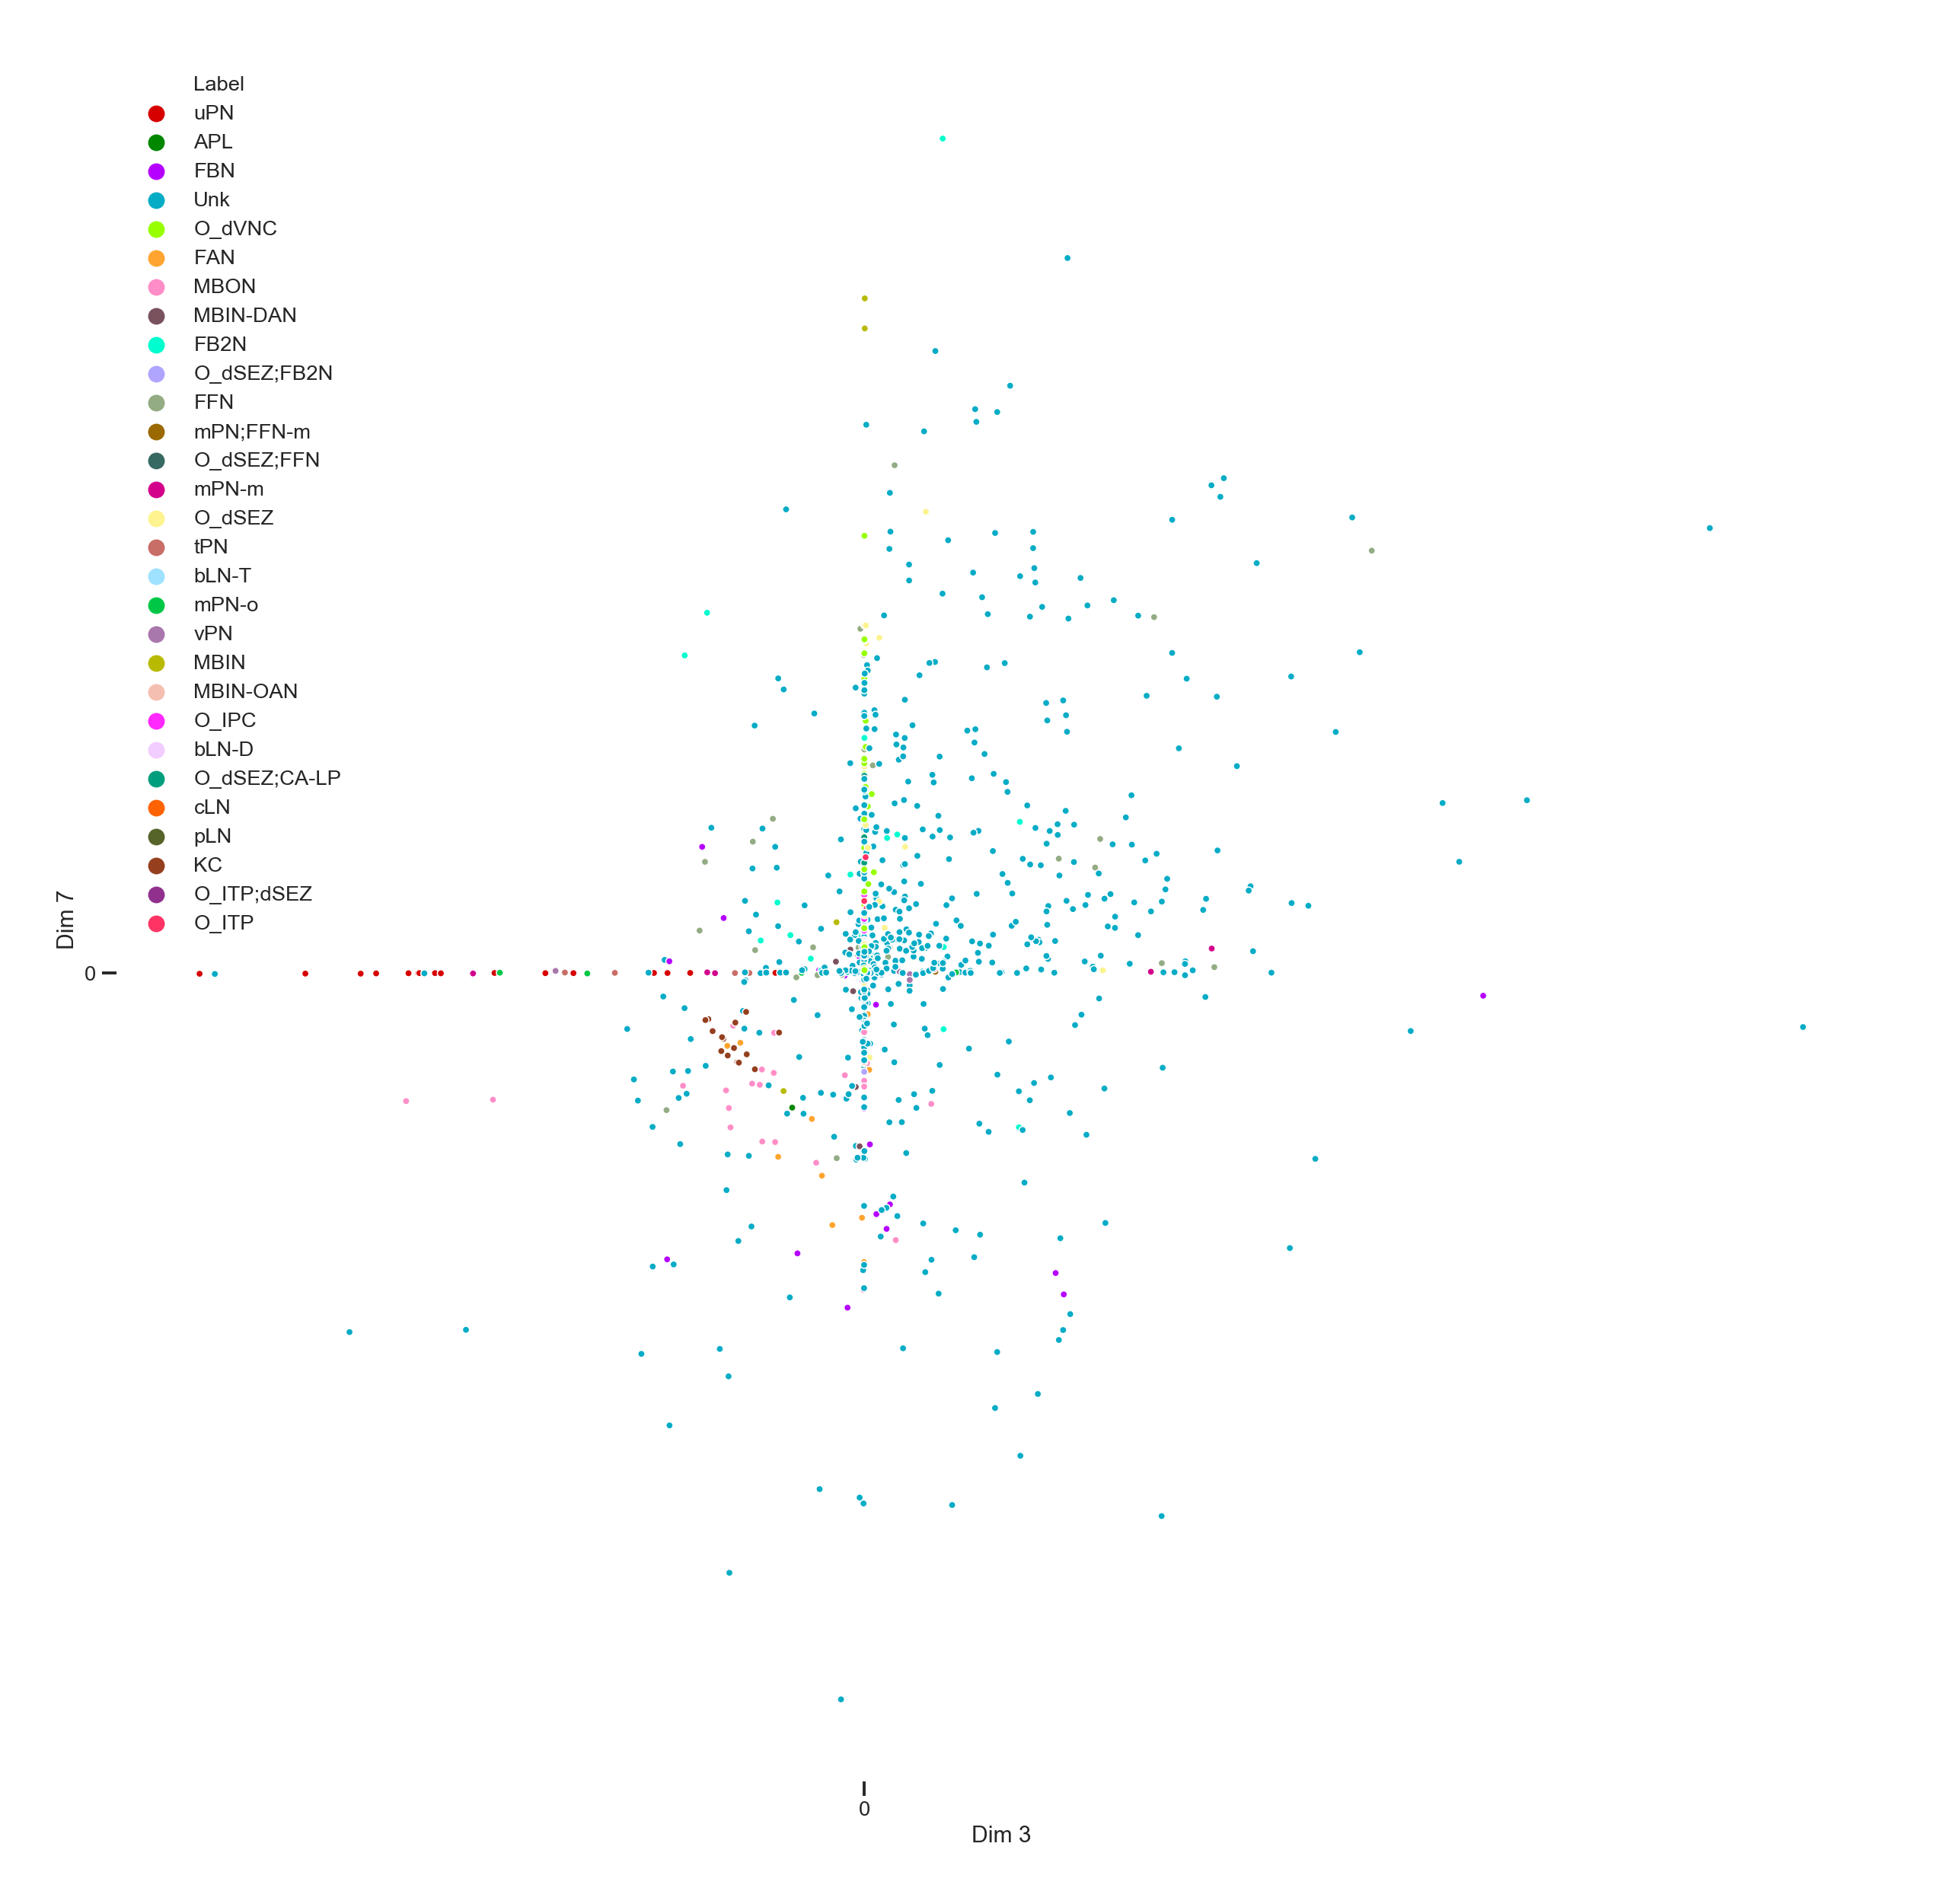 Label
uPN
APL
FBN
Unk
O_dVNC
FAN
MBON
MBIN-DAN
FB2N
O_dSEZ;FB2N
FFN
mPN;FFN-m
O_dSEZ;FFN
mPN-m
O_dSEZ
tPN
bLN-T
mPN-o
vPN
MBIN
MBIN-OAN
O_IPC
bLN-D
O_dSEZ;CA-LP
cLN
pLN
KC
O_ITP;dSEZ
O_ITP
Dim 7
0
0
Dim 3